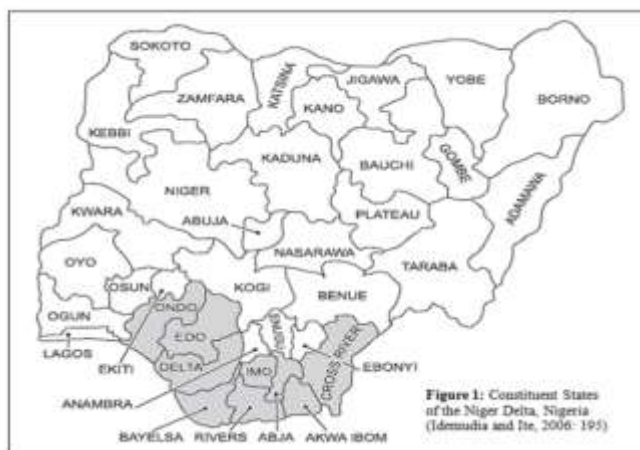 SOKOTO
KATSINA
JIGAWA
YOBE
BORNO
ZAMFARA
KANO
KEBBI
GOMBE
KADUNA
BAUCHI
ADAMAWA
NIGER
KWARA
PLATEAU
ABUJA
NASARAWA
OYO
TARABA
OSUN
KOGI
BENUE
OGUN
ONDO
ENUGU
EDO
CROSS RIVER
LAGOS
EKITI
DELTA
IMO
EBONYI
ANAMBRA
BAYELSA
RIVERS
ABJA
AKWA IBOM
Figure 1: Constituent States
of the Niger Delta, Nigeria
(Idemudia and Ite, 2006: 195)